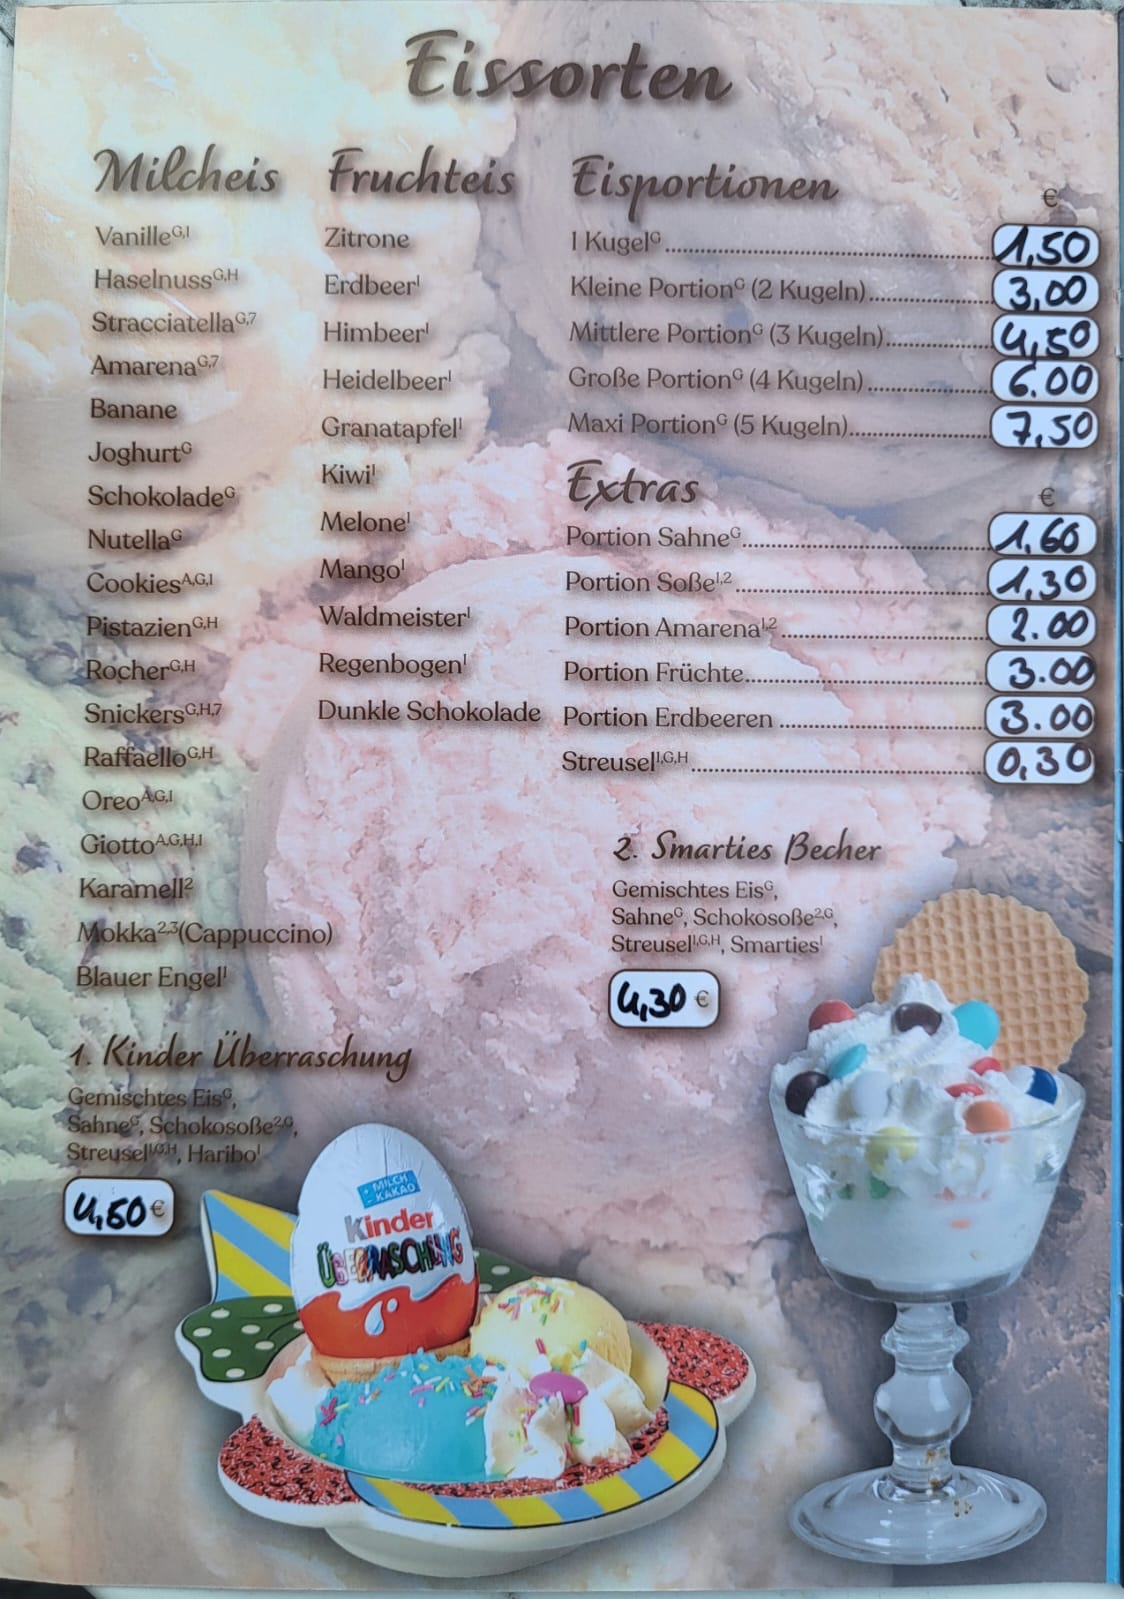 Eissorten
Milcheis
Vanille G,I
Haselnuss G,H
Stracciatella G,7
Amarena G,7
Banane
Joghurt G
Schokolade G
Nutella G
Cookies A,G,I
Pistazien G,H
Rocher G,H
Snickers G,H,7
Raffaello G,H
Oreo A,G,I
Giotto A,G,H,I
Karamell 2
Mokka 2,3 (Cappuccino)
Blauer Engel I
Fruchteis
Zitrone
Erdbeer I
Himbeer I
Heidelbeer I
Granatapfel I
Kiwi I
Melone I
Mango I
Waldmeister I
Regenbogen I
Dunkle Schokolade
Eisportionen €
1 Kugel G 1,50
Kleine Portion G (2 Kugeln) 3,00
Mittlere Portion G (3 Kugeln) 4,50
Große Portion G (4 Kugeln) 6.00
Maxi Portion G (5 Kugeln) 7,50
Extras €
Portion Sahne G 1,60
Portion Soße 1,2 1,30
Portion Amarena 1,2 2.00
Portion Früchte 3.00
Portion Erdbeeren 3.00
Streusel I,G,H 0,30
1. Kinder Überraschung
Gemischtes Eis G,
Sahne G, Schokosoße 2,G,
Streusel I,G,H, Haribo I
4,50 €
2. Smarties Becher
Gemischtes Eis G,
Sahne G, Schokosoße 2,G,
Streusel I,G,H, Smarties I
4,30 €
MILCH
KAKAO
Kinder
ÜBERRASCHUNG